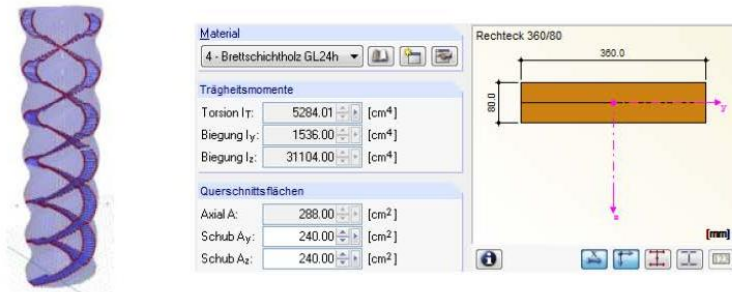 Material
4 - Brettschichtholz GL24h
Trägheitsmomente
Torsion IT: 5284.01 [cm4]
Biegung Iy: 1536.00 [cm4]
Biegung Iz: 31104.00 [cm4]
Querschnittsflächen
Axial A: 288.00 [cm2]
Schub Ay: 240.00 [cm2]
Schub Az: 240.00 [cm2]
Rechteck 360/80
360.0
80.0
y
z
[mm]